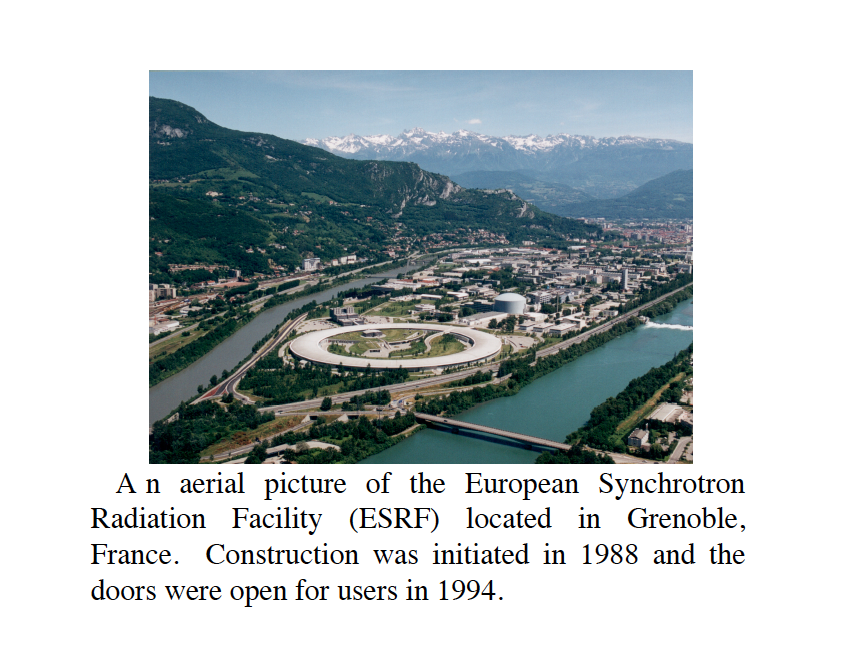 A n aerial picture of the European Synchrotron
Radiation Facility (ESRF) located in Grenoble,
France. Construction was initiated in 1988 and the
doors were open for users in 1994.